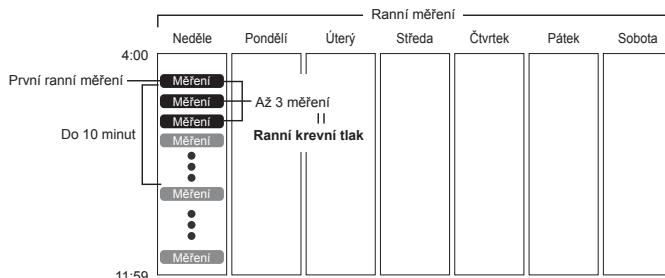 Ranní měření
Neděle Pondělí Úterý Středa Čtvrtek Pátek Sobota
4:00
První ranní měření
Měření
Měření
Až 3 měření
Měření
Do 10 minut
Ranní krevní tlak
Měření
Měření
Měření
11:59